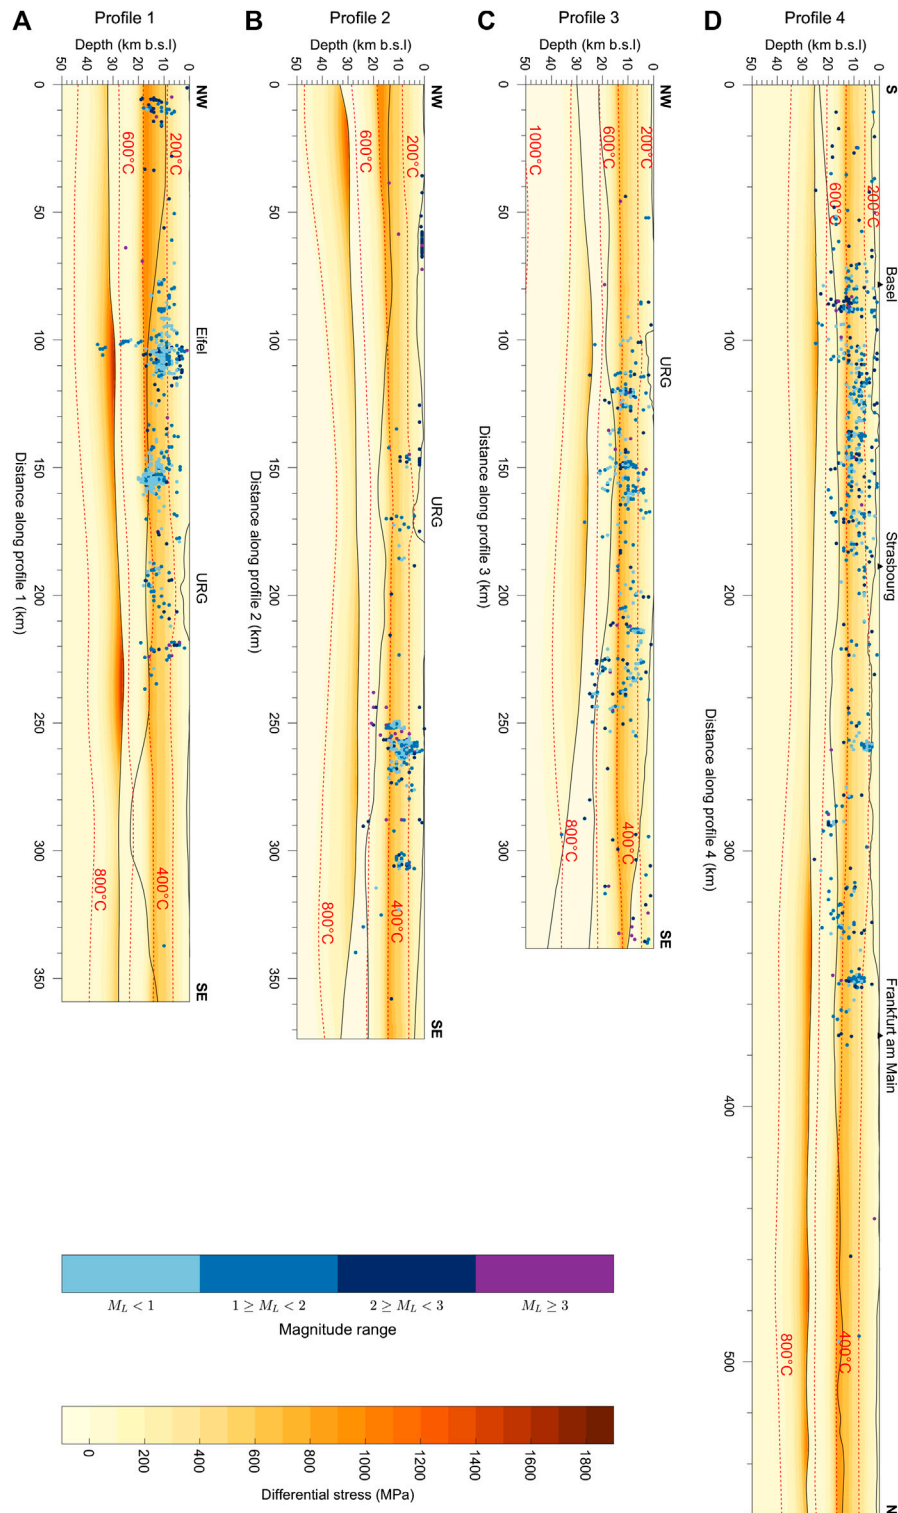 A
Profile 1
Depth (km b.s.l)
50 40 30 20 10 0
NW
600°C
200°C
Eifel
URG
800°C
400°C
SE
0
50
100
150
200
250
300
350
Distance along profile 1 (km)
B
Profile 2
Depth (km b.s.l)
50 40 30 20 10 0
NW
600°C
200°C
URG
800°C
400°C
SE
0
50
100
150
200
250
300
350
Distance along profile 2 (km)
C
Profile 3
Depth (km b.s.l)
50 40 30 20 10 0
NW
1000°C
600°C
200°C
URG
800°C
400°C
SE
0
50
100
150
200
250
300
Distance along profile 3 (km)
D
Profile 4
Depth (km b.s.l)
50 40 30 20 10 0
S
600°C
200°C
Basel
Strasbourg
Frankfurt am Main
800°C
400°C
N
0
100
200
300
400
500
Distance along profile 4 (km)
M_L < 1
1 ≥ M_L < 2
2 ≥ M_L < 3
M_L ≥ 3
Magnitude range
0 200 400 600 800 1000 1200 1400 1600 1800
Differential stress (MPa)